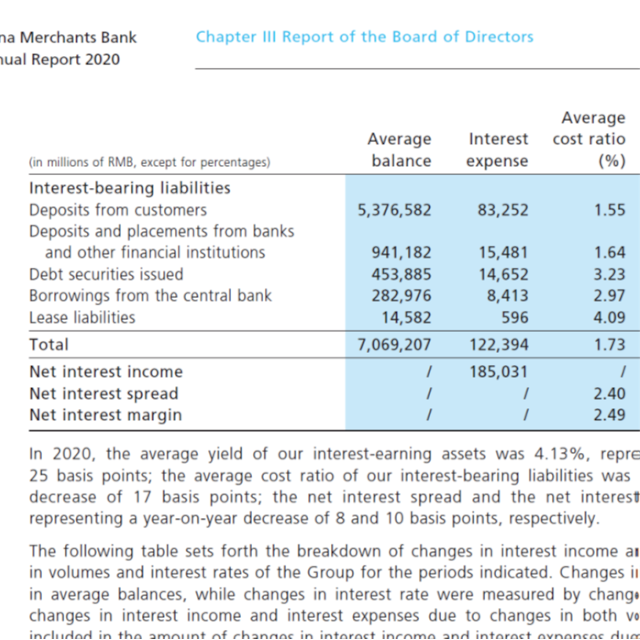 na Merchants Bank
nual Report 2020
Chapter III Report of the Board of Directors
(in millions of RMB, except for percentages) Average balance Interest expense Average cost ratio (%)
Interest-bearing liabilities
Deposits from customers 5,376,582 83,252 1.55
Deposits and placements from banks
and other financial institutions 941,182 15,481 1.64
Debt securities issued 453,885 14,652 3.23
Borrowings from the central bank 282,976 8,413 2.97
Lease liabilities 14,582 596 4.09
Total 7,069,207 122,394 1.73
Net interest income / 185,031 /
Net interest spread / / 2.40
Net interest margin / / 2.49
In 2020, the average yield of our interest-earning assets was 4.13%, repre
25 basis points; the average cost ratio of our interest-bearing liabilities was
decrease of 17 basis points; the net interest spread and the net interest
representing a year-on-year decrease of 8 and 10 basis points, respectively.
The following table sets forth the breakdown of changes in interest income a
in volumes and interest rates of the Group for the periods indicated. Changes i
in average balances, while changes in interest rate were measured by chang
changes in interest income and interest expenses due to changes in both v
included in the amount of changes in interest income and interest expenses due